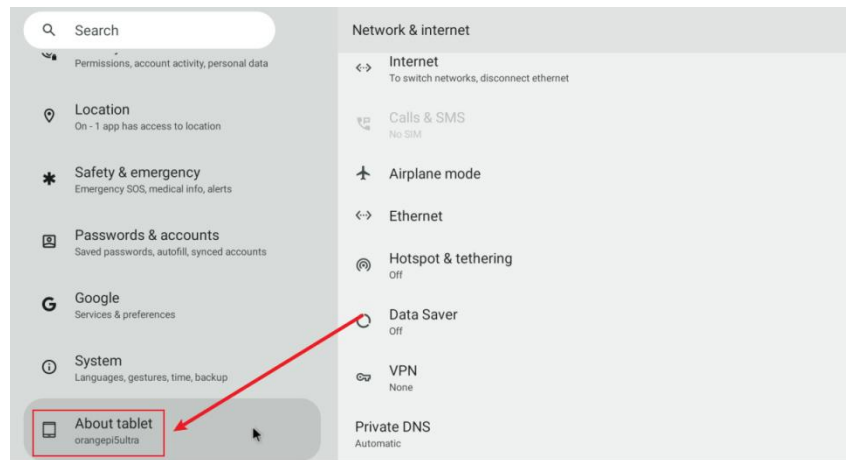 Search
Permissions, account activity, personal data
Location
On - 1 app has access to location
Safety & emergency
Emergency SOS, medical info, alerts
Passwords & accounts
Saved passwords, autofill, synced accounts
Google
Services & preferences
System
Languages, gestures, time, backup
About tablet
orangepi5ultra
Network & internet
Internet
To switch networks, disconnect ethernet
Calls & SMS
No SIM
Airplane mode
Ethernet
Hotspot & tethering
Off
Data Saver
Off
VPN
None
Private DNS
Automatic